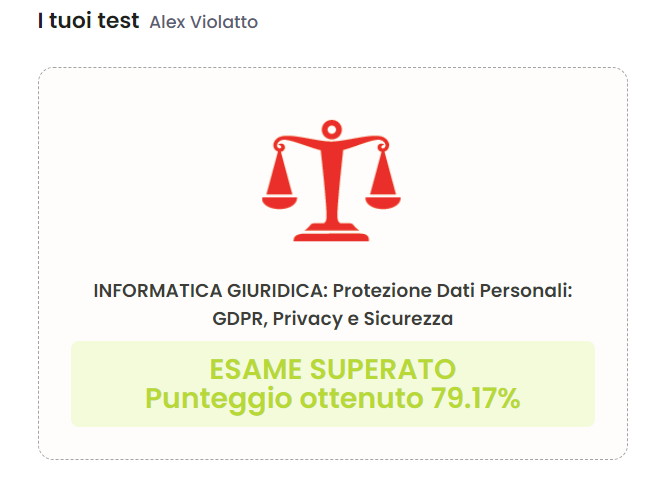 I tuoi test Alex Violatto
INFORMATICA GIURIDICA: Protezione Dati Personali:
GDPR, Privacy e Sicurezza
ESAME SUPERATO
Punteggio ottenuto 79.17%